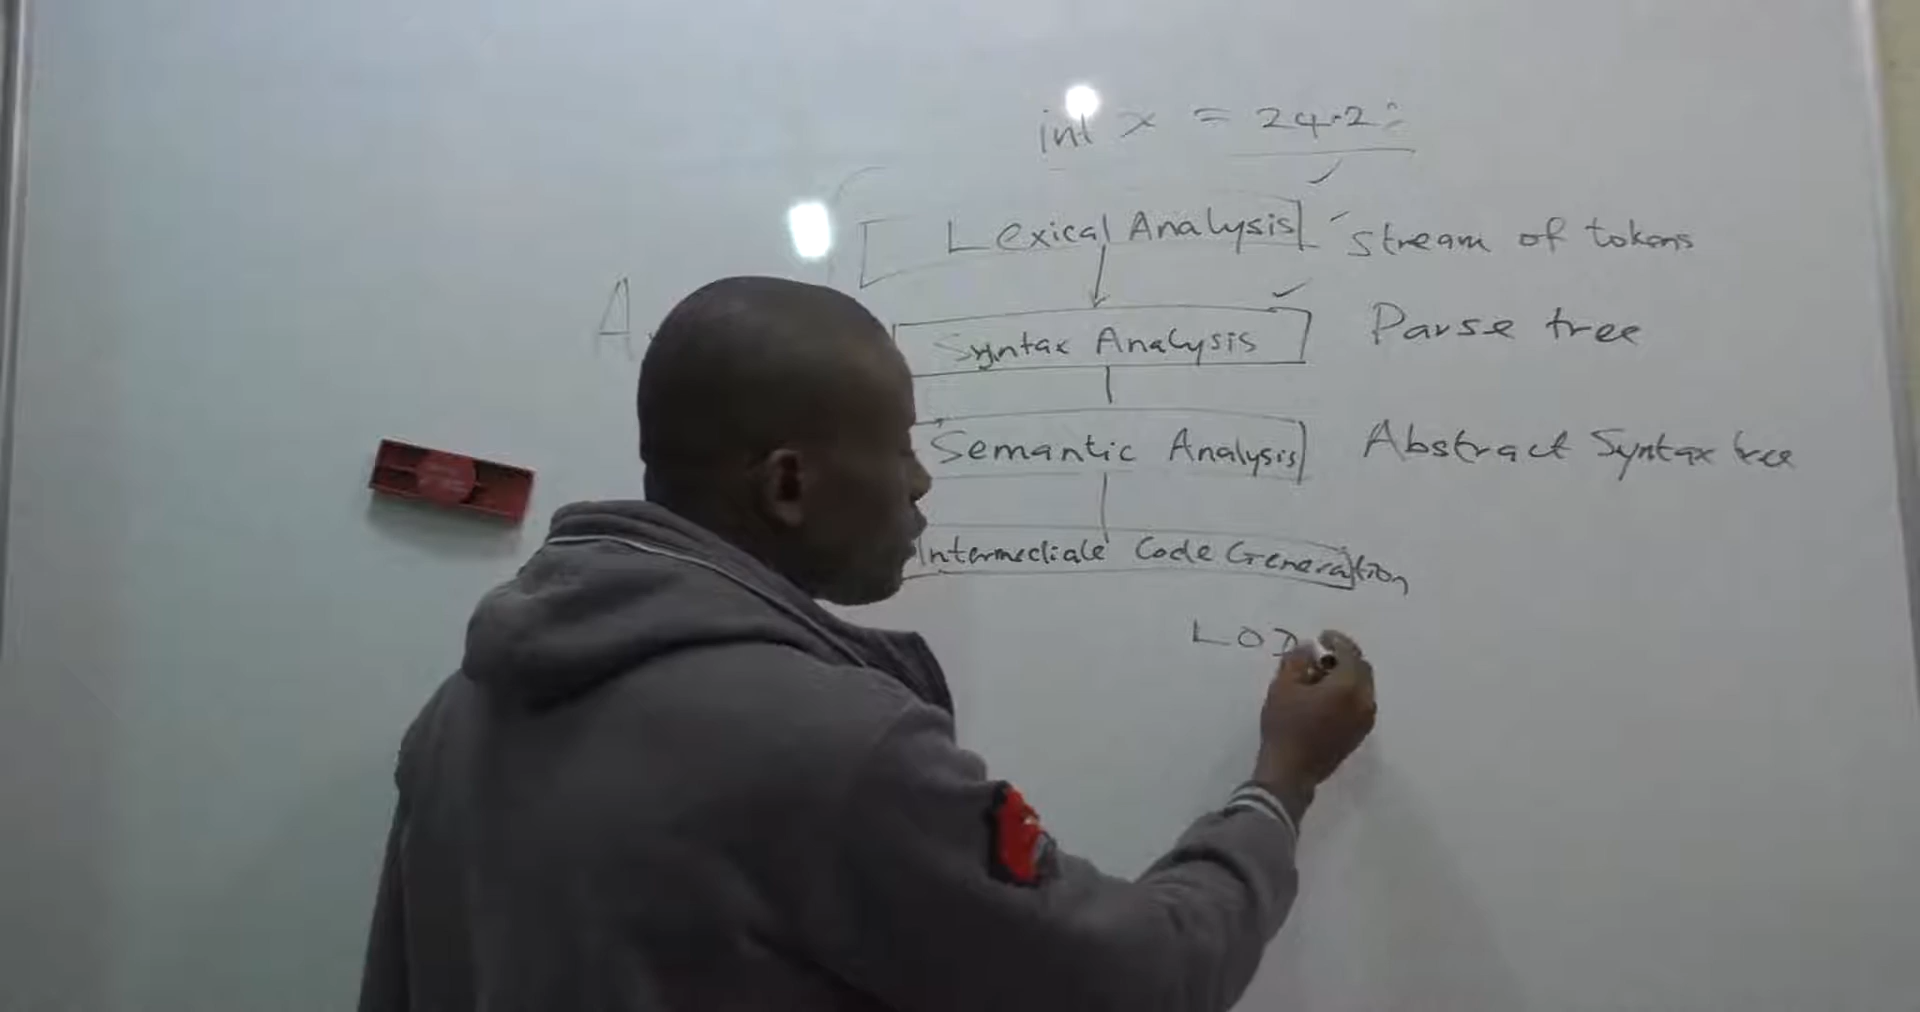 int x = 24.2;
Lexical Analysis stream of tokens
Syntax Analysis Parse tree
Semantic Analysis Abstract Syntax tree
Intermediate Code Generation